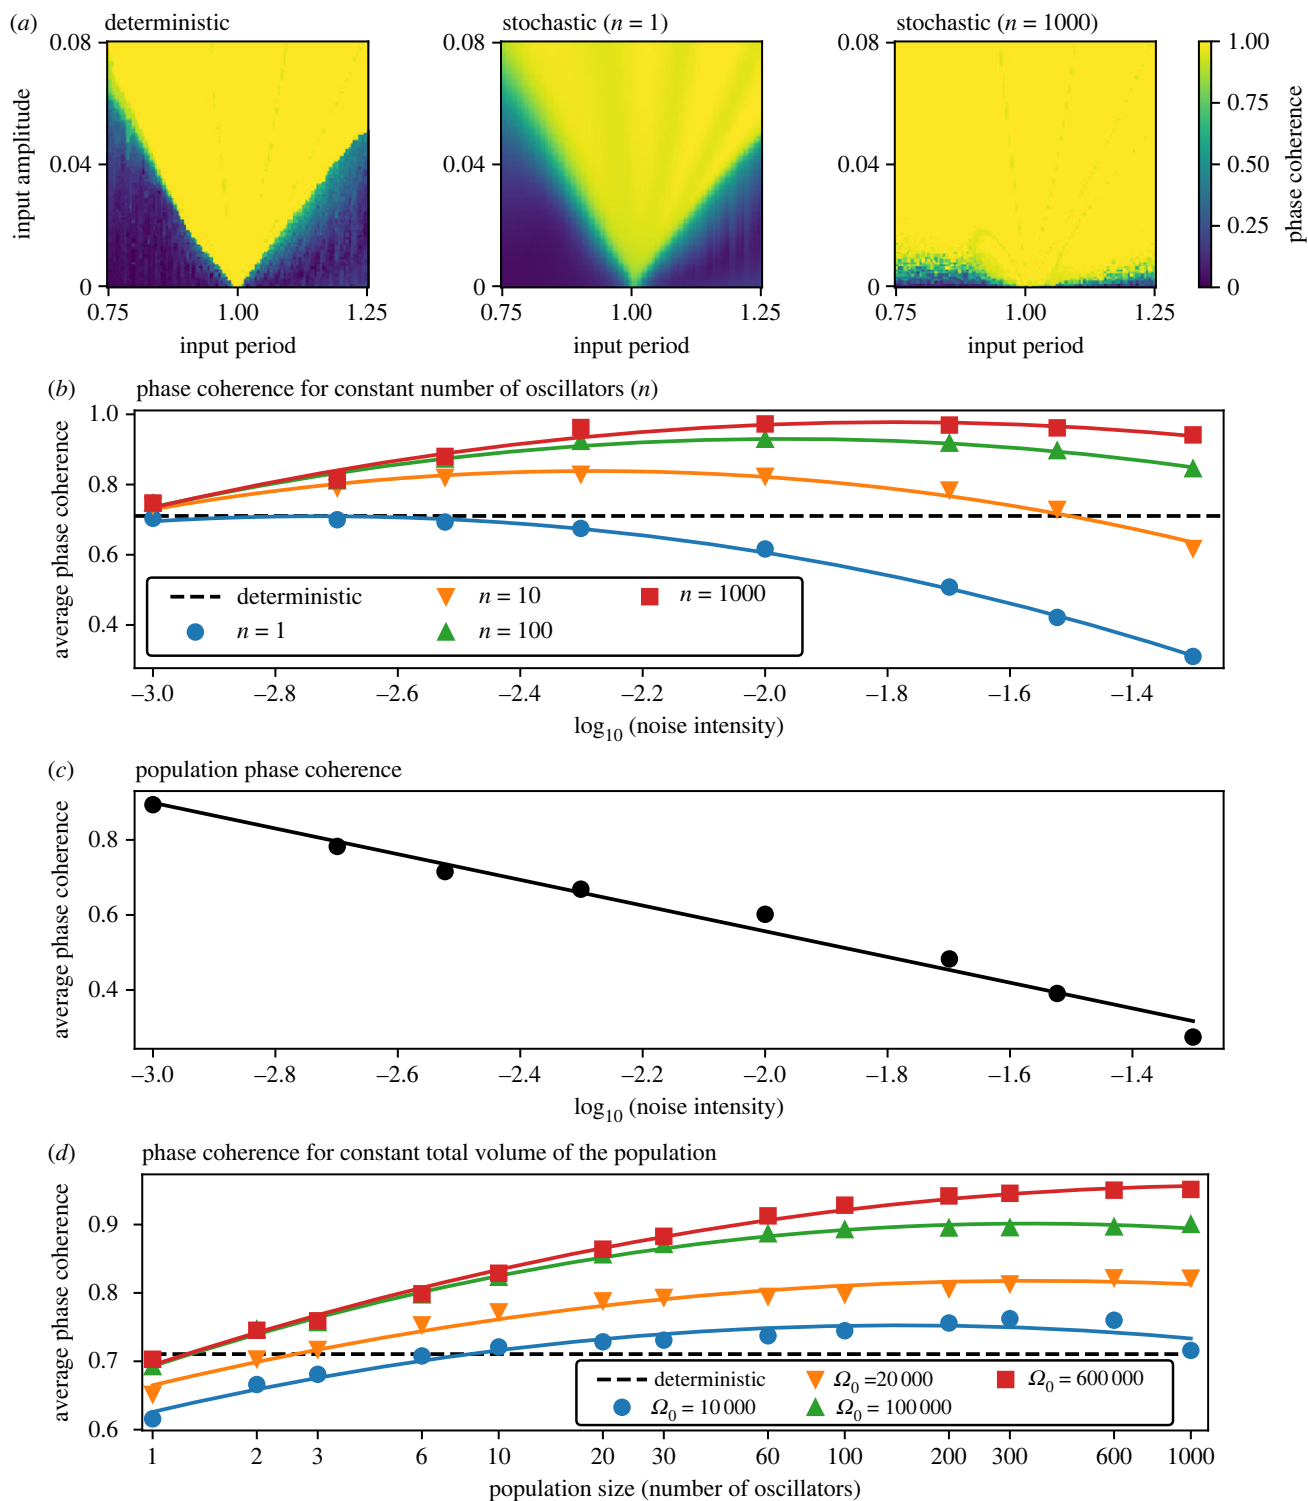 (a) deterministic stochastic (n = 1) stochastic (n = 1000)
0.08 0.08 0.08 1.00
0.75
0.04 0.04 0.04 0.50
0.25
0 0 0 0
input amplitude
phase coherence
0.75 1.00 1.25 0.75 1.00 1.25 0.75 1.00 1.25
input period input period input period
(b) phase coherence for constant number of oscillators (n)
1.0
0.8
0.6
0.4
average phase coherence
deterministic n = 10 n = 1000
n = 1 n = 100
–3.0 –2.8 –2.6 –2.4 –2.2 –2.0 –1.8 –1.6 –1.4
log10 (noise intensity)
(c) population phase coherence
0.8
0.6
0.4
average phase coherence
–3.0 –2.8 –2.6 –2.4 –2.2 –2.0 –1.8 –1.6 –1.4
log10 (noise intensity)
(d) phase coherence for constant total volume of the population
0.9
0.8
0.7
0.6
average phase coherence
deterministic Ω0 =20 000 Ω0 = 600 000
Ω0 = 10 000 Ω0 = 100 000
1 2 3 6 10 20 30 60 100 200 300 600 1000
population size (number of oscillators)